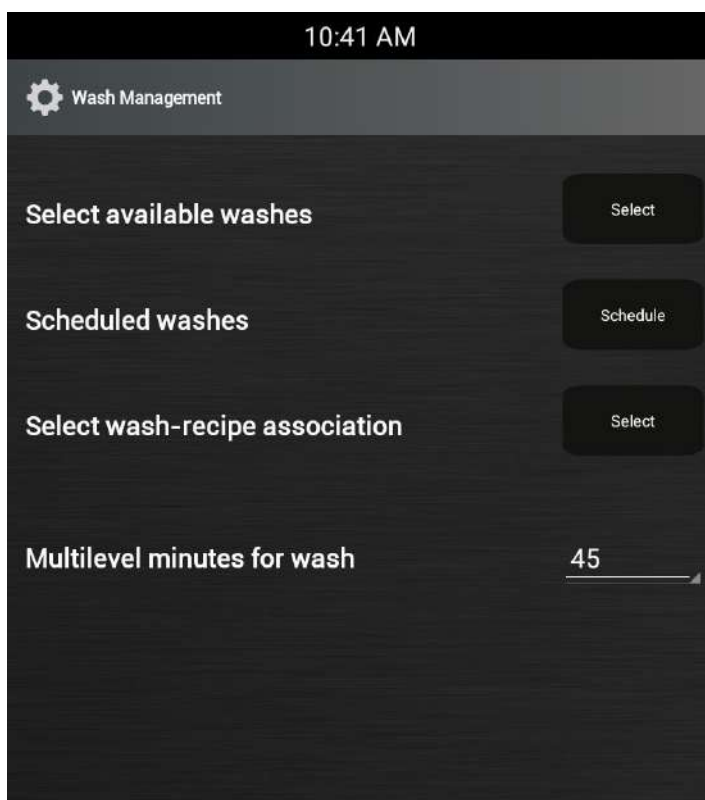 10:41 AM
Wash Management
Select available washes Select
Scheduled washes Schedule
Select wash-recipe association Select
Multilevel minutes for wash 45